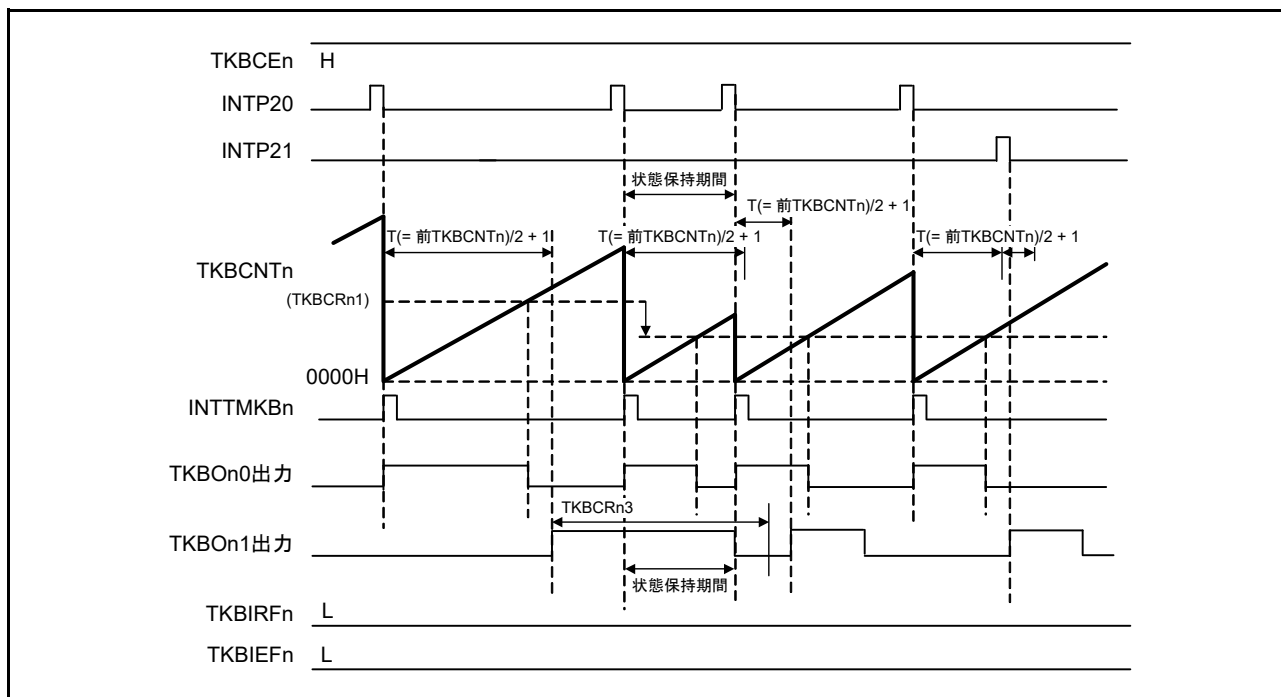 TKBCEn H
INTP20
INTP21
状態保持期間
T(= 前TKBCNTn)/2 + 1
T(= 前TKBCNTn)/2 + 1 T(= 前TKBCNTn)/2 + 1 T(= 前TKBCNTn)/2 + 1
TKBCNTn
(TKBCRn1)
0000H
INTTMKBn
TKBOn0出力
TKBCRn3
TKBOn1出力
状態保持期間
TKBIRFn L
TKBIEFn L